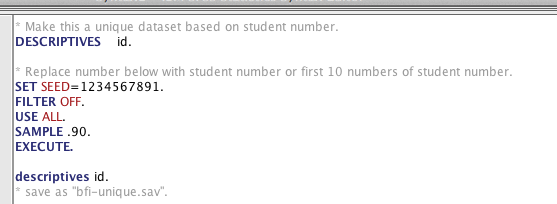 * Make this a unique dataset based on student number.
DESCRIPTIVES id.
* Replace number below with student number or first 10 numbers of student number.
SET SEED=1234567891.
FILTER OFF.
USE ALL.
SAMPLE .90.
EXECUTE.
descriptives id.
* save as "bfi-unique.sav".